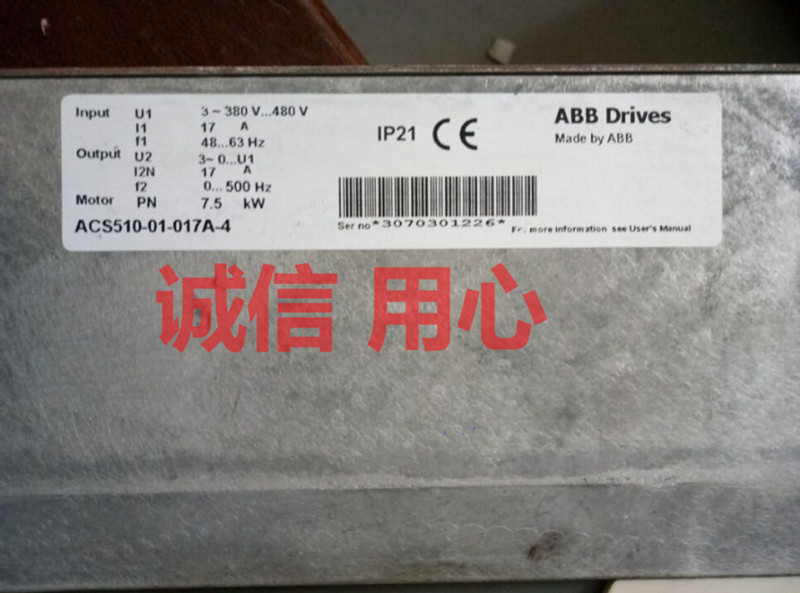 Input U1 3~380 V...480 V
I1 17 A
f1 48...63 Hz
Output U2 3~0...U1
I2N 17 A
f2 0...500 Hz
Motor PN 7.5 kW
ACS510-01-017A-4
IP21 CE
Ser no *3070301226*
ABB Drives
Made by ABB
For more information see User's Manual
诚信 用心